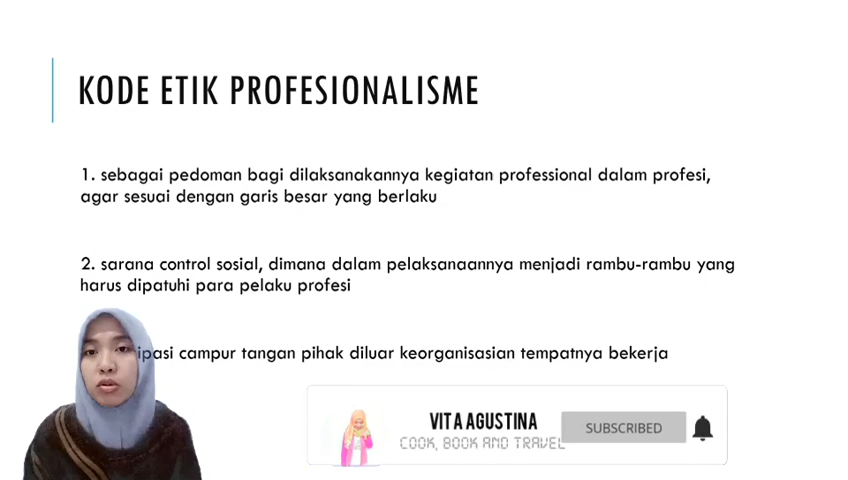 KODE ETIK PROFESIONALISME
1. sebagai pedoman bagi dilaksanakannya kegiatan professional dalam profesi,
agar sesuai dengan garis besar yang berlaku
2. sarana control sosial, dimana dalam pelaksanaannya menjadi rambu-rambu yang
harus dipatuhi para pelaku profesi
campur tangan pihak diluar keorganisasian tempatnya bekerja
VITA AGUSTINA
COOK, BOOK AND TRAVEL
SUBSCRIBED